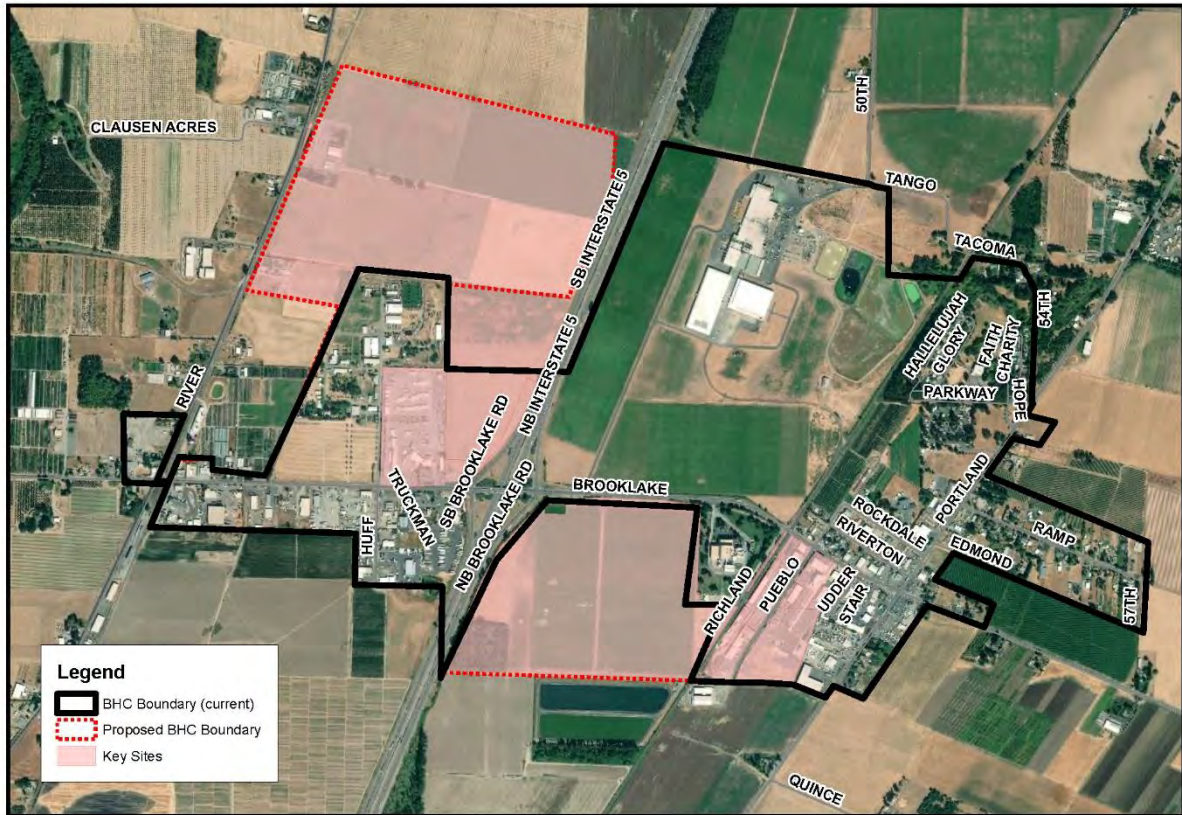 CLAUSEN ACRES
50TH
TANGO
TACOMA
54TH
SB INTERSTATE 5
NB INTERSTATE 5
HALLELUJAH
GLORY
FAITH
CHARITY
HOPE
PARKWAY
RIVER
TRUCKMAN
SB BROOKLAKE RD
NB BROOKLAKE RD
BROOKLAKE
HUFF
PORTLAND
ROCKDALE
RIVERTON
RAMP
EDMOND
57TH
RICHLAND
PUEBLO
UDDER
STAIR
QUINCE
Legend
BHC Boundary (current)
Proposed BHC Boundary
Key Sites